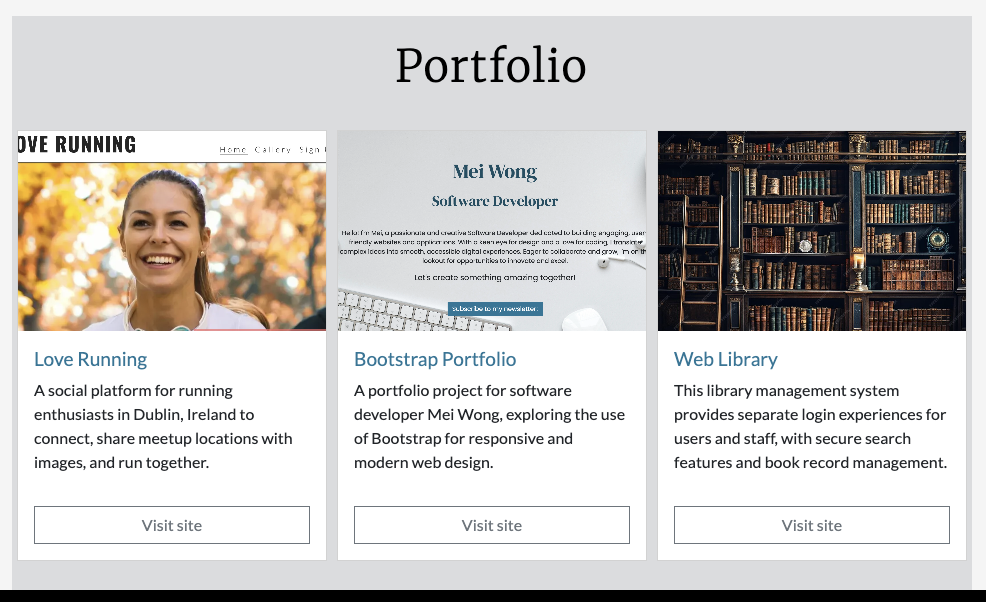 Portfolio
OVE RUNNING
Home Gallery Sign
Mei Wong
Software Developer
Hello! I'm Mei, a passionate and creative Software Developer dedicated to building engaging, user-
friendly websites and applications. With a keen eye for design and a love for coding, I translate
complex ideas into smooth, accessible digital experiences. Eager to collaborate and grow, I'm on th
lookout for opportunities to innovate and excel.
Let's create something amazing together!
Subscribe to my newsletter!
Love Running
A social platform for running
enthusiasts in Dublin, Ireland to
connect, share meetup locations with
images, and run together.
Visit site
Bootstrap Portfolio
A portfolio project for software
developer Mei Wong, exploring the use
of Bootstrap for responsive and
modern web design.
Visit site
Web Library
This library management system
provides separate login experiences for
users and staff, with secure search
features and book record management.
Visit site